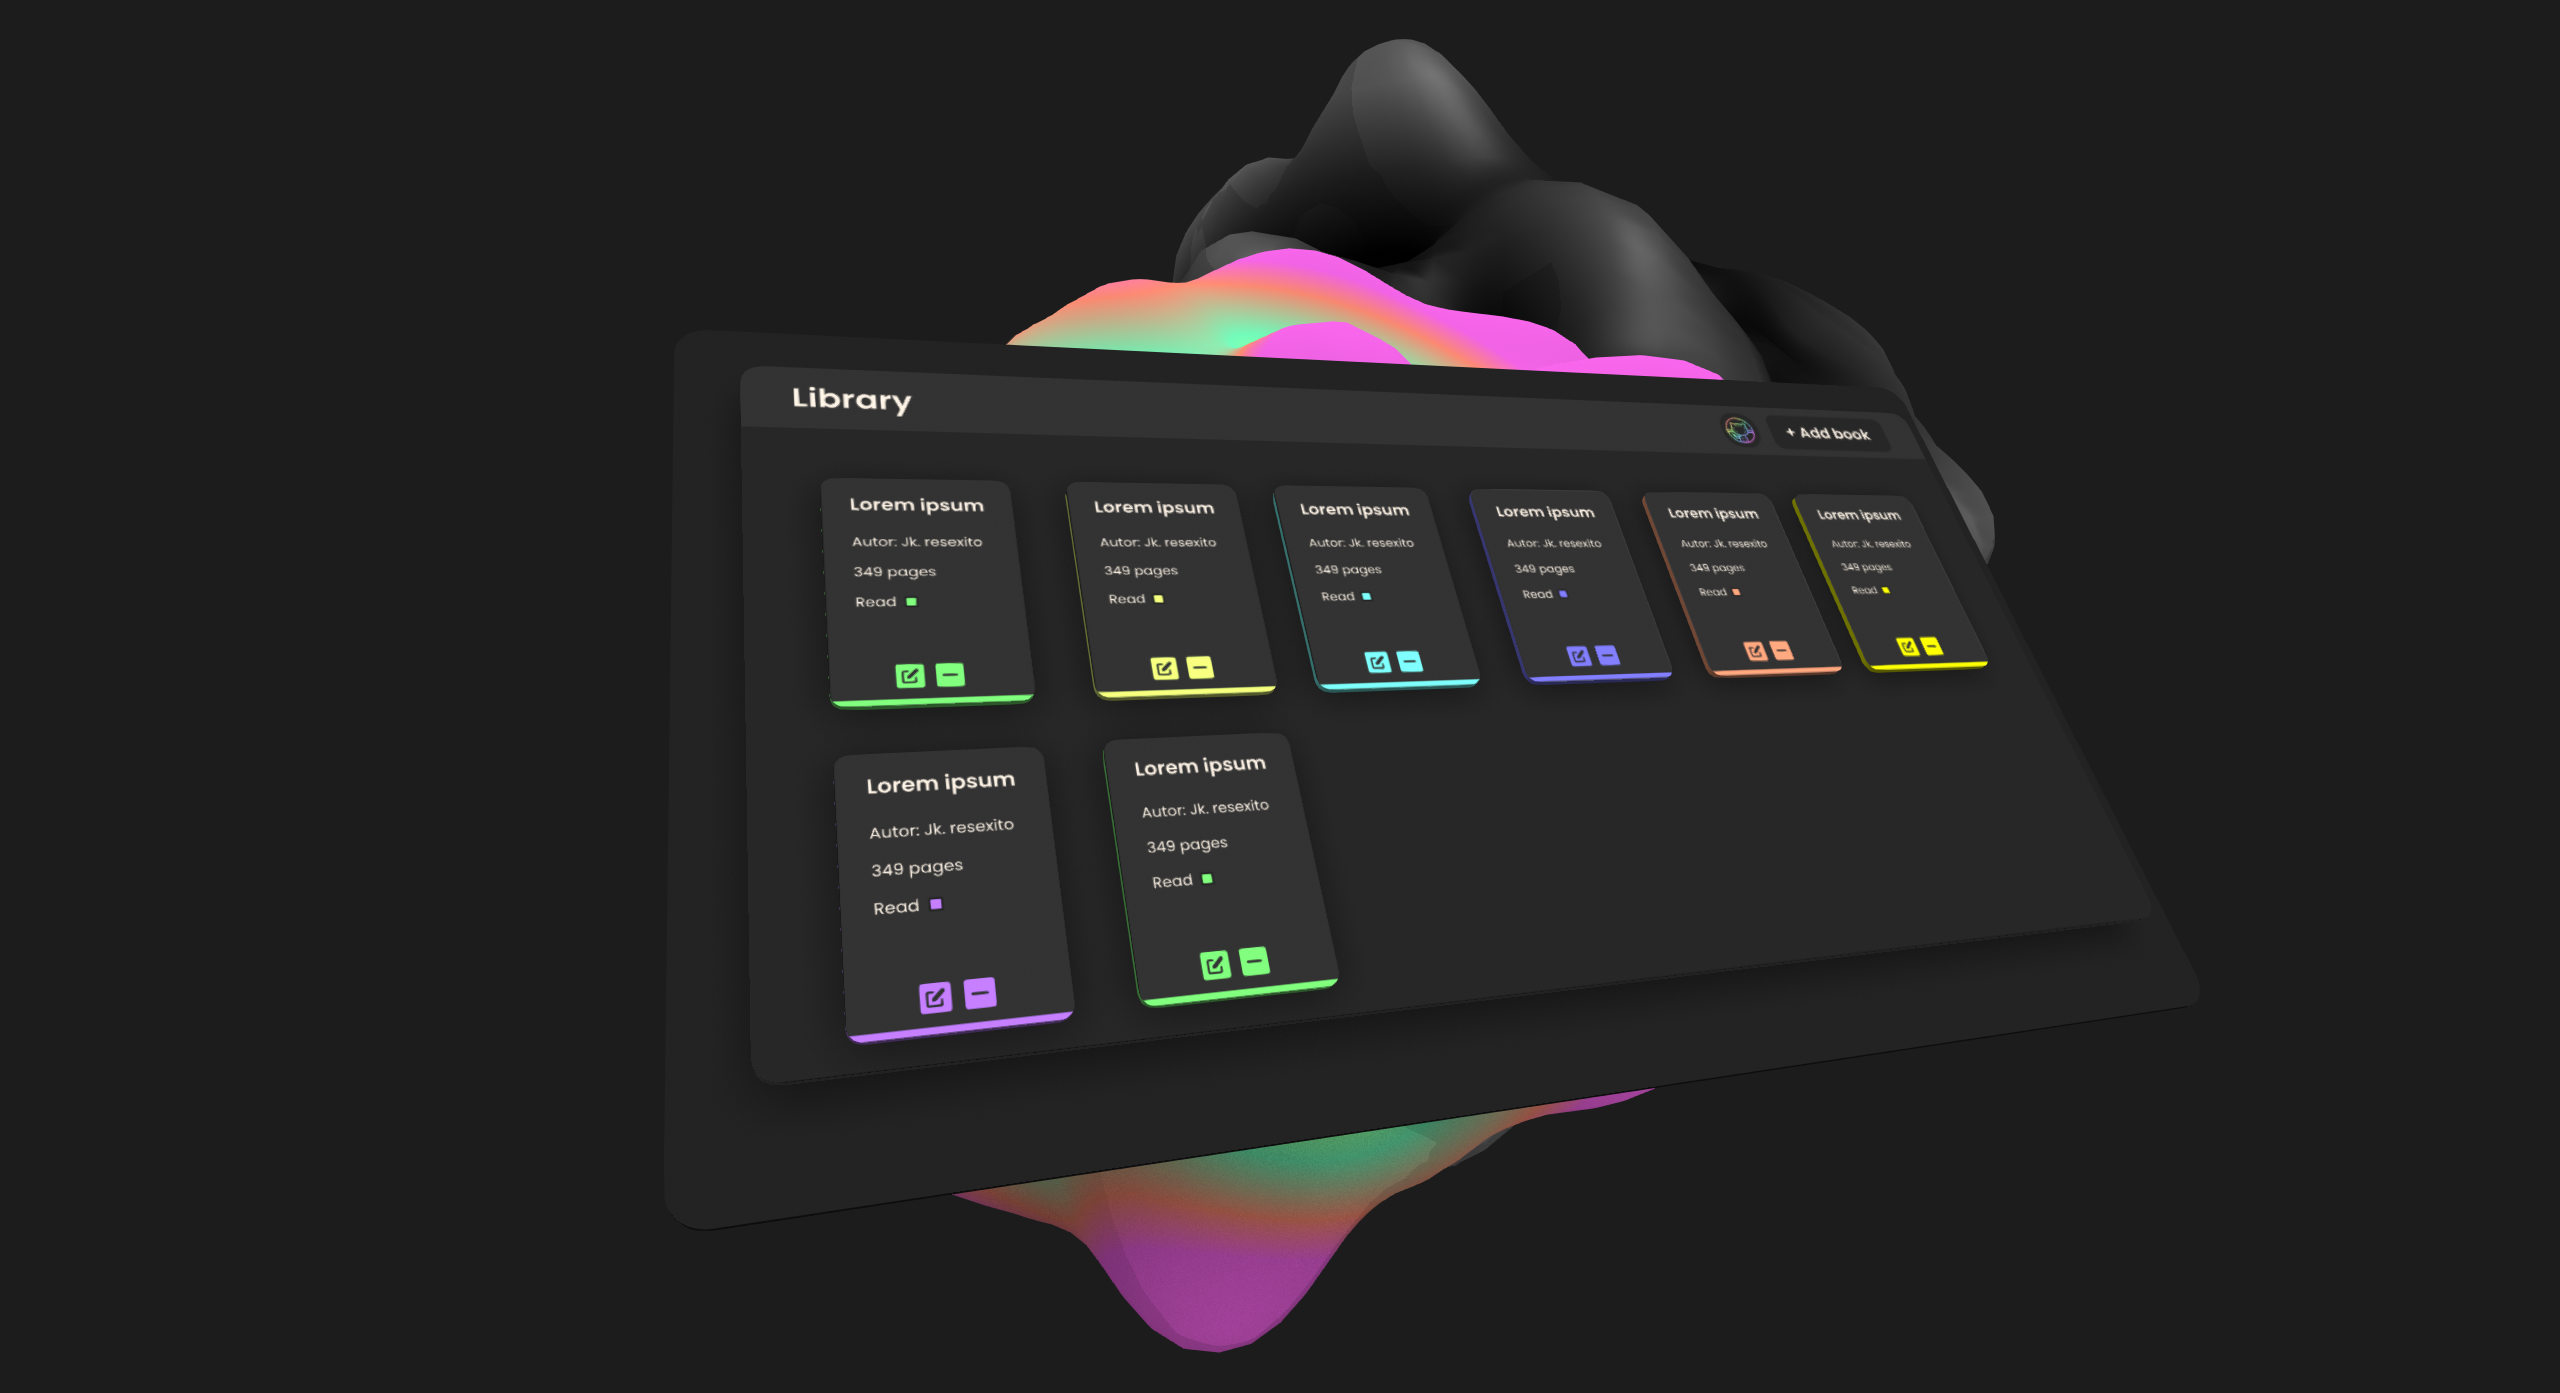 Library
+ Add book
Lorem ipsum
Autor: Jk. resexito
349 pages
Read
Lorem ipsum
Autor: Jk. resexito
349 pages
Read
Lorem ipsum
Autor: Jk. resexito
349 pages
Read
Lorem ipsum
Autor: Jk. resexito
349 pages
Read
Lorem ipsum
Autor: Jk. resexito
349 pages
Read
Lorem ipsum
Autor: Jk. resexito
349 pages
Read
Lorem ipsum
Autor: Jk. resexito
349 pages
Read
Lorem ipsum
Autor: Jk. resexito
349 pages
Read